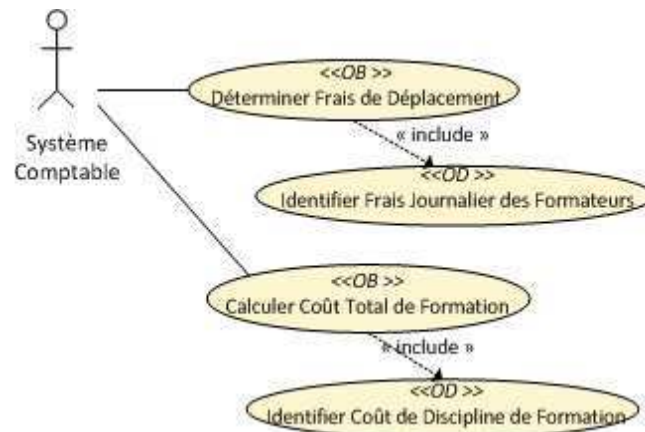 <<OB >>
Déterminer Frais de Déplacement
« include »
Système
Comptable
<<OD >>
Identifier Frais Journalier des Formateurs
<<OB >>
Calculer Coût Total de Formation
« include »
<<OD >>
Identifier Coût de Discipline de Formation